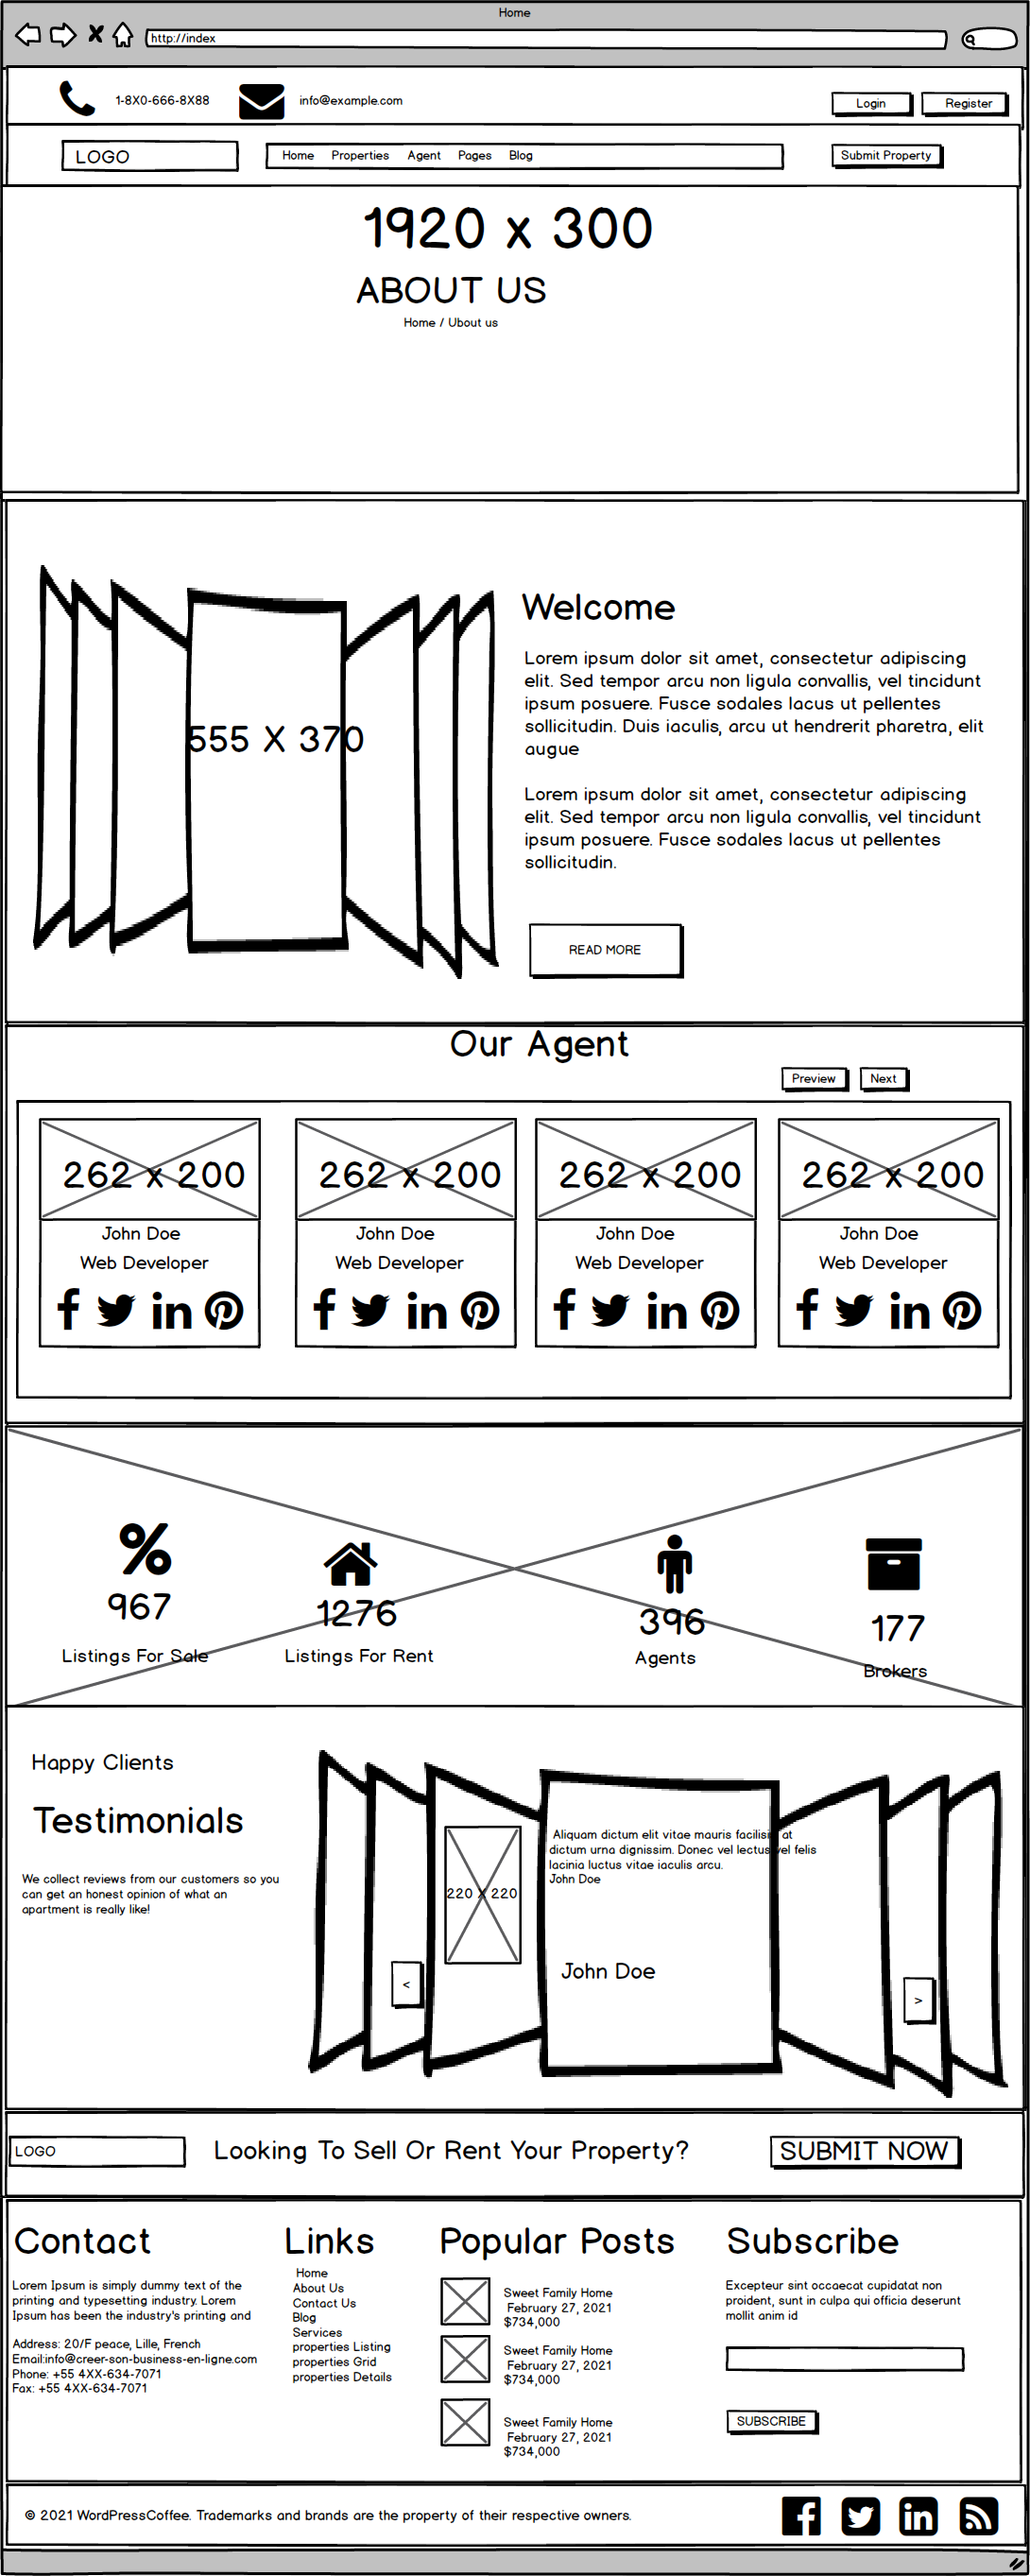 Home
http://index
1-8X0-666-8X88
info@example.com
Login
Register
LOGO
Home Properties Agent Pages Blog
Submit Property
1920 x 300
ABOUT US
Home / Ubout us
555 X 370
Welcome
Lorem ipsum dolor sit amet, consectetur adipiscing
elit. Sed tempor arcu non ligula convallis, vel tincidunt
ipsum posuere. Fusce sodales lacus ut pellentes
sollicitudin. Duis iaculis, arcu ut hendrerit pharetra, elit
augue
Lorem ipsum dolor sit amet, consectetur adipiscing
elit. Sed tempor arcu non ligula convallis, vel tincidunt
ipsum posuere. Fusce sodales lacus ut pellentes
sollicitudin.
READ MORE
Our Agent
Preview
Next
262 x 200
John Doe
Web Developer
262 x 200
John Doe
Web Developer
262 x 200
John Doe
Web Developer
262 x 200
John Doe
Web Developer
%
967
Listings For Sale
1276
Listings For Rent
396
Agents
177
Brokers
Happy Clients
Testimonials
We collect reviews from our customers so you
can get an honest opinion of what an
apartment is really like!
220 X 220
Aliquam dictum elit vitae mauris facilisis at
dictum urna dignissim. Donec vel lectus vel felis
lacinia luctus vitae iaculis arcu.
John Doe
John Doe
<
>
LOGO
Looking To Sell Or Rent Your Property?
SUBMIT NOW
Contact
Lorem Ipsum is simply dummy text of the
printing and typesetting industry. Lorem
Ipsum has been the industry's printing and
Address: 20/F peace, Lille, French
Email:info@creer-son-business-en-ligne.com
Phone: +55 4XX-634-7071
Fax: +55 4XX-634-7071
Links
Home
About Us
Contact Us
Blog
Services
properties Listing
properties Grid
properties Details
Popular Posts
Sweet Family Home
February 27, 2021
$734,000
Sweet Family Home
February 27, 2021
$734,000
Sweet Family Home
February 27, 2021
$734,000
Subscribe
Excepteur sint occaecat cupidatat non
proident, sunt in culpa qui officia deserunt
mollit anim id
SUBSCRIBE
© 2021 WordPressCoffee. Trademarks and brands are the property of their respective owners.